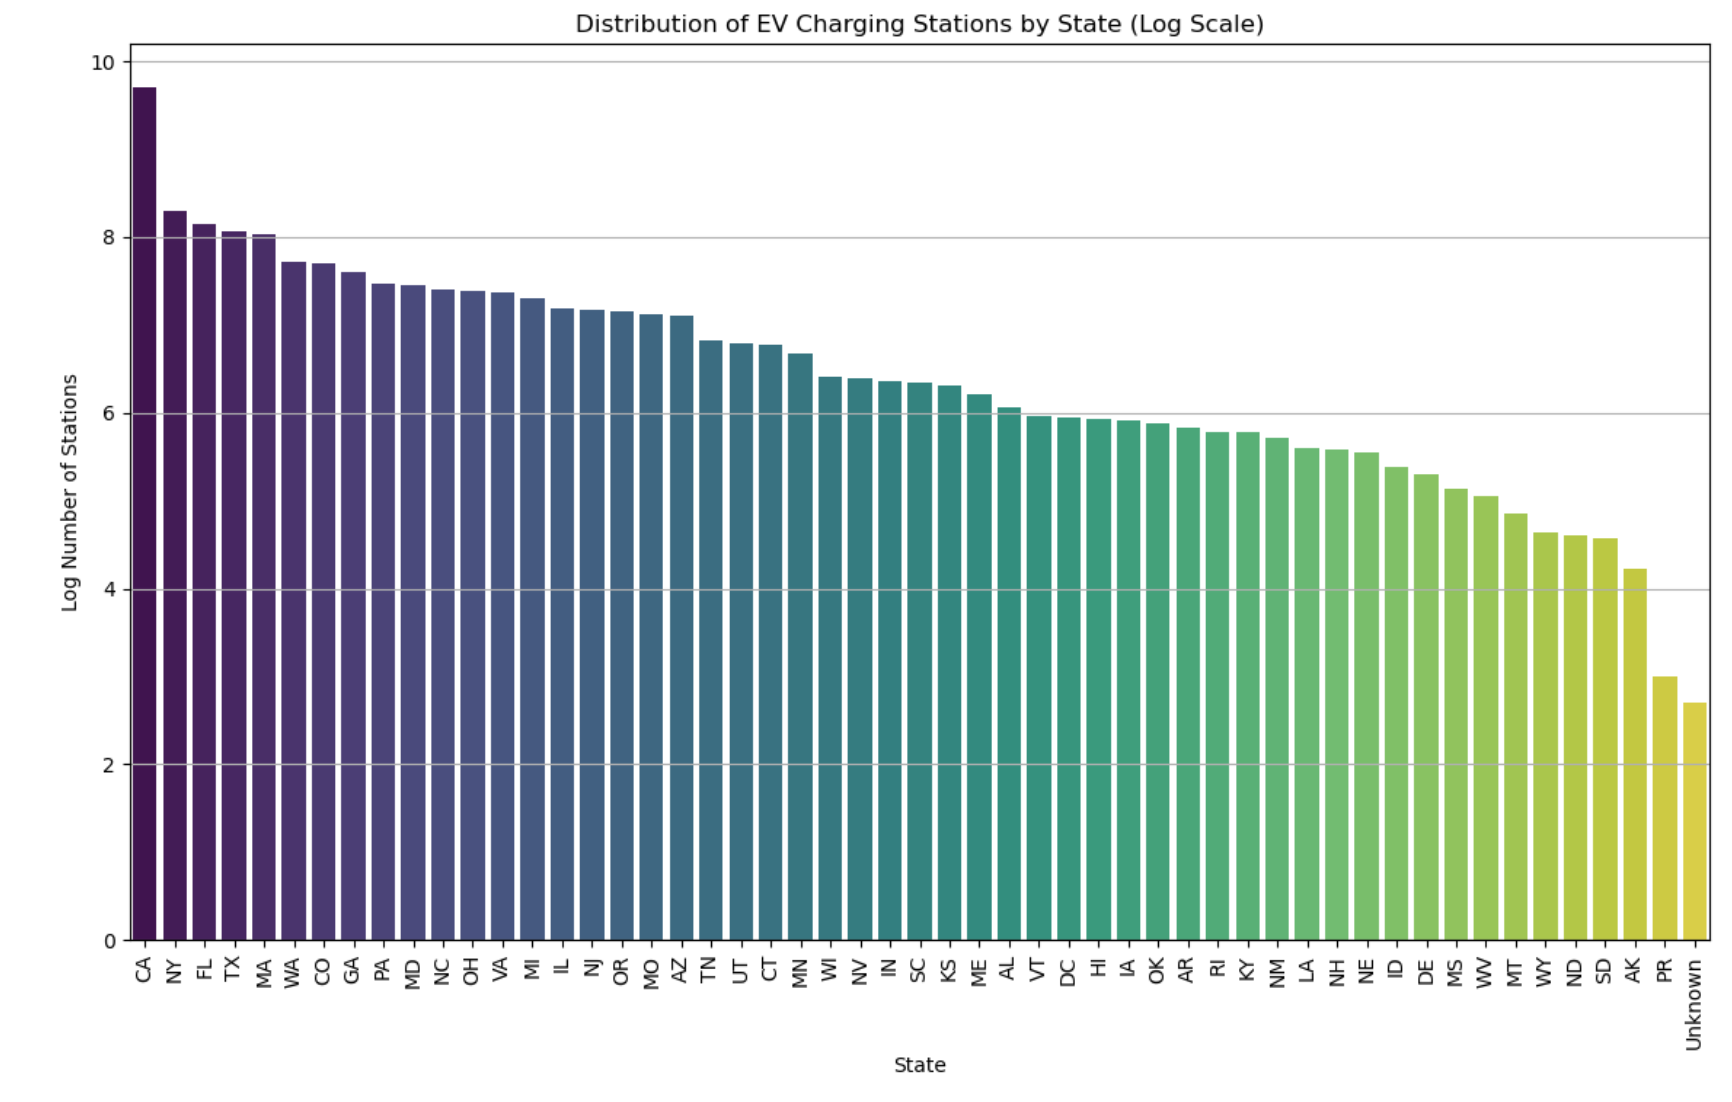 Distribution of EV Charging Stations by State (Log Scale)
Log Number of Stations
10
8
6
4
2
0
CA NY FL TX MA WA CO GA PA MD NC OH VA MI IL NJ OR MO AZ TN UT CT MN WI NV IN SC KS ME AL VT DC HI IA OK AR RI KY NM LA NH NE ID DE MS WV MT WY ND SD AK PR Unknown
State